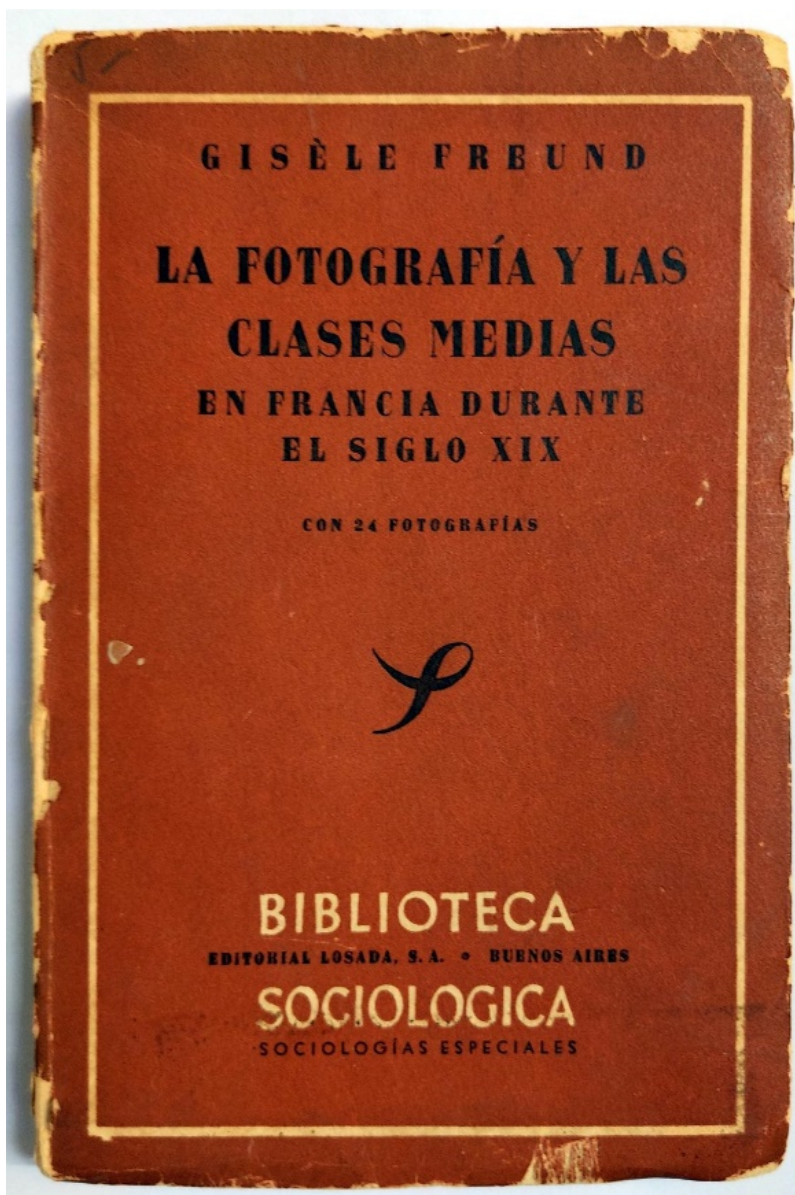 GISÈLE FREUND
LA FOTOGRAFÍA Y LAS
CLASES MEDIAS
EN FRANCIA DURANTE
EL SIGLO XIX
CON 24 FOTOGRAFÍAS
BIBLIOTECA
EDITORIAL LOSADA, S. A. • BUENOS AIRES
SOCIOLOGICA
SOCIOLOGÍAS ESPECIALES